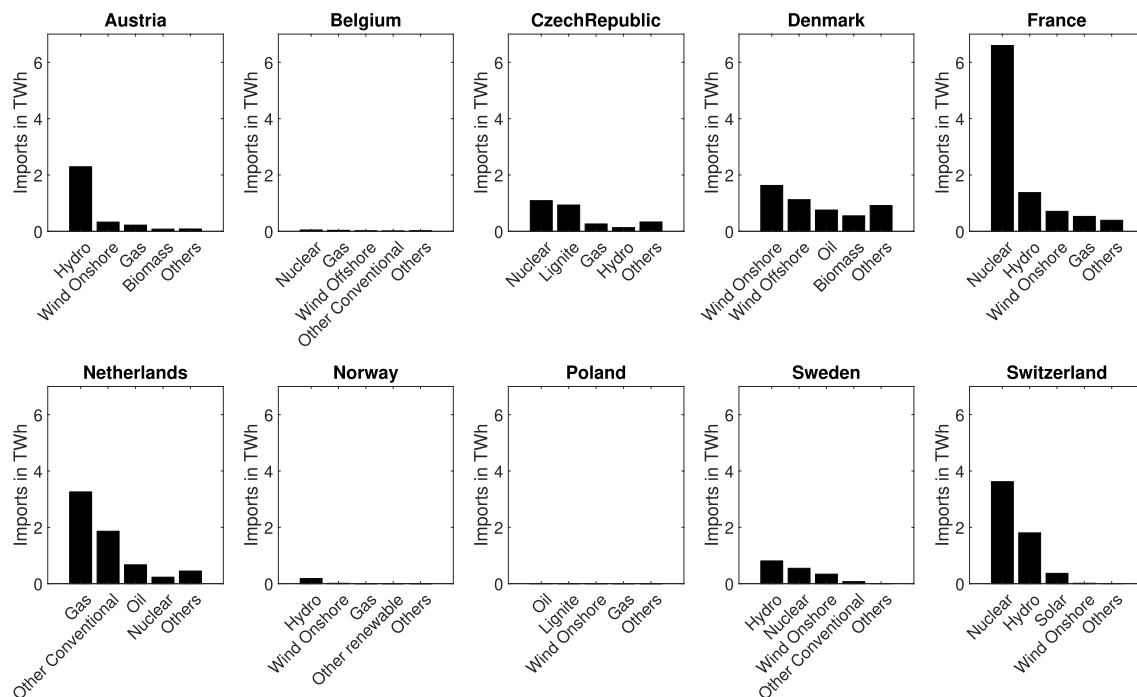 Austria
Imports in TWh
6
4
2
0
Hydro
Wind Onshore
Gas
Biomass
Others
Belgium
Imports in TWh
6
4
2
0
Nuclear
Gas
Wind Offshore
Other Conventional
Others
CzechRepublic
Imports in TWh
6
4
2
0
Nuclear
Lignite
Gas
Hydro
Others
Denmark
Imports in TWh
6
4
2
0
Wind Onshore
Wind Offshore
Oil
Biomass
Others
France
Imports in TWh
6
4
2
0
Nuclear
Hydro
Wind Onshore
Gas
Others
Netherlands
Imports in TWh
6
4
2
0
Gas
Other Conventional
Oil
Nuclear
Others
Norway
Imports in TWh
6
4
2
0
Hydro
Wind Onshore
Gas
Other renewable
Others
Poland
Imports in TWh
6
4
2
0
Oil
Lignite
Wind Onshore
Gas
Others
Sweden
Imports in TWh
6
4
2
0
Hydro
Nuclear
Wind Onshore
Other Conventional
Others
Switzerland
Imports in TWh
6
4
2
0
Nuclear
Hydro
Solar
Wind Onshore
Others